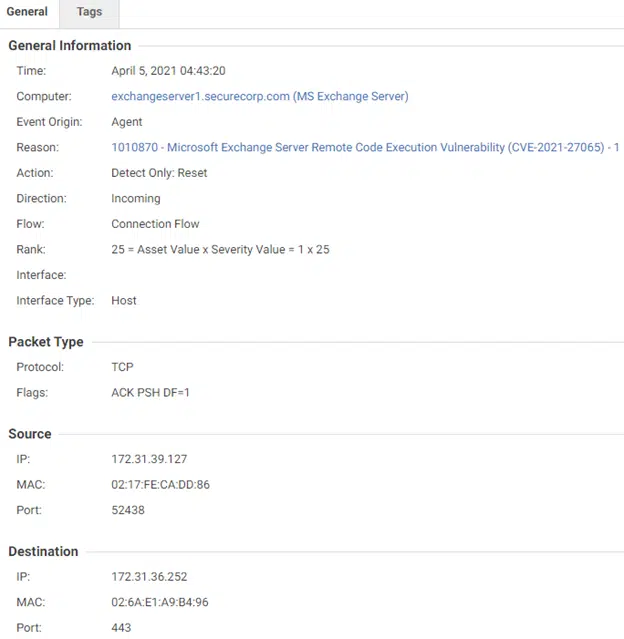 General Tags
General Information
Time: April 5, 2021 04:43:20
Computer: exchangeserver1.securecorp.com (MS Exchange Server)
Event Origin: Agent
Reason: 1010870 - Microsoft Exchange Server Remote Code Execution Vulnerability (CVE-2021-27065) - 1
Action: Detect Only: Reset
Direction: Incoming
Flow: Connection Flow
Rank: 25 = Asset Value x Severity Value = 1 x 25
Interface:
Interface Type: Host
Packet Type
Protocol: TCP
Flags: ACK PSH DF=1
Source
IP: 172.31.39.127
MAC: 02:17:FE:CA:DD:86
Port: 52438
Destination
IP: 172.31.36.252
MAC: 02:6A:E1:A9:B4:96
Port: 443